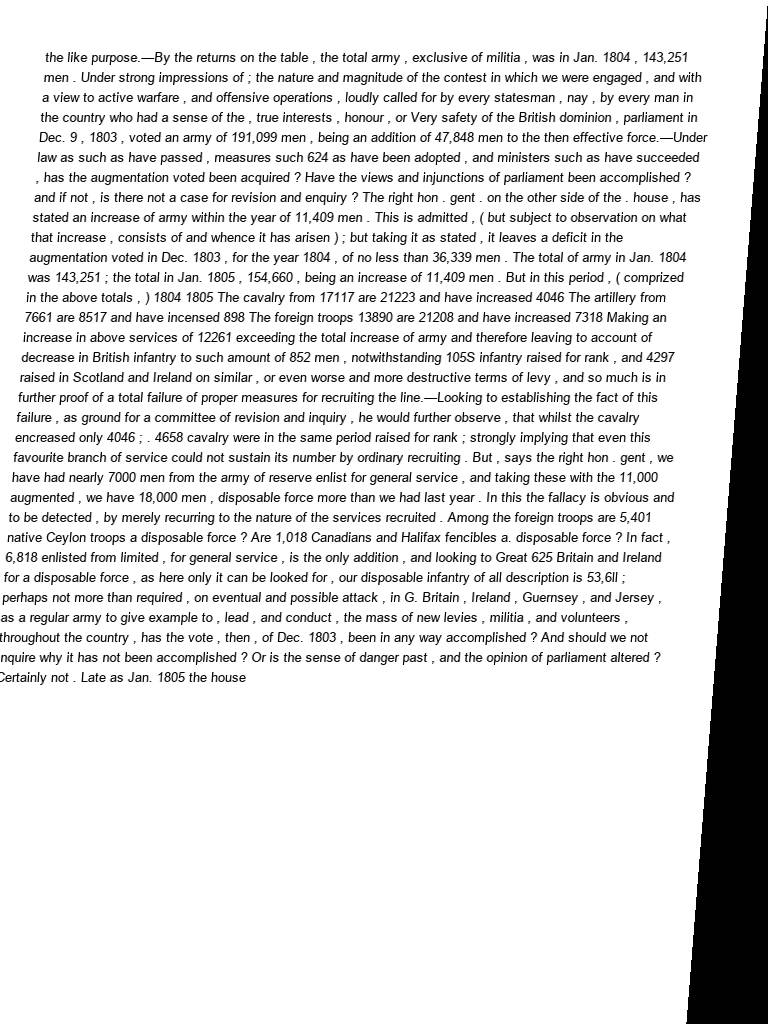 the like purpose.—By the returns on the table , the total army , exclusive of militia , was in Jan. 1804 , 143,251
men . Under strong impressions of ; the nature and magnitude of the contest in which we were engaged , and with
a view to active warfare , and offensive operations , loudly called for by every statesman , nay , by every man in
the country who had a sense of the , true interests , honour , or Very safety of the British dominion , parliament in
Dec. 9 , 1803 , voted an army of 191,099 men , being an addition of 47,848 men to the then effective force.—Under
law as such as have passed , measures such 624 as have been adopted , and ministers such as have succeeded
, has the augmentation voted been acquired ? Have the views and injunctions of parliament been accomplished ?
and if not , is there not a case for revision and enquiry ? The right hon . gent . on the other side of the . house , has
stated an increase of army within the year of 11,409 men . This is admitted , ( but subject to observation on what
that increase , consists of and whence it has arisen ) ; but taking it as stated , it leaves a deficit in the
augmentation voted in Dec. 1803 , for the year 1804 , of no less than 36,339 men . The total of army in Jan. 1804
was 143,251 ; the total in Jan. 1805 , 154,660 , being an increase of 11,409 men . But in this period , ( comprized
in the above totals , ) 1804 1805 The cavalry from 17117 are 21223 and have increased 4046 The artillery from
7661 are 8517 and have incensed 898 The foreign troops 13890 are 21208 and have increased 7318 Making an
increase in above services of 12261 exceeding the total increase of army and therefore leaving to account of
decrease in British infantry to such amount of 852 men , notwithstanding 105S infantry raised for rank , and 4297
raised in Scotland and Ireland on similar , or even worse and more destructive terms of levy , and so much is in
further proof of a total failure of proper measures for recruiting the line.—Looking to establishing the fact of this
failure , as ground for a committee of revision and inquiry , he would further observe , that whilst the cavalry
encreased only 4046 ; . 4658 cavalry were in the same period raised for rank ; strongly implying that even this
favourite branch of service could not sustain its number by ordinary recruiting . But , says the right hon . gent , we
have had nearly 7000 men from the army of reserve enlist for general service , and taking these with the 11,000
augmented , we have 18,000 men , disposable force more than we had last year . In this the fallacy is obvious and
to be detected , by merely recurring to the nature of the services recruited . Among the foreign troops are 5,401
native Ceylon troops a disposable force ? Are 1,018 Canadians and Halifax fencibles a. disposable force ? In fact ,
6,818 enlisted from limited , for general service , is the only addition , and looking to Great 625 Britain and Ireland
for a disposable force , as here only it can be looked for , our disposable infantry of all description is 53,6ll ;
perhaps not more than required , on eventual and possible attack , in G. Britain , Ireland , Guernsey , and Jersey ,
as a regular army to give example to , lead , and conduct , the mass of new levies , militia , and volunteers ,
throughout the country , has the vote , then , of Dec. 1803 , been in any way accomplished ? And should we not
nquire why it has not been accomplished ? Or is the sense of danger past , and the opinion of parliament altered ?
Certainly not . Late as Jan. 1805 the house